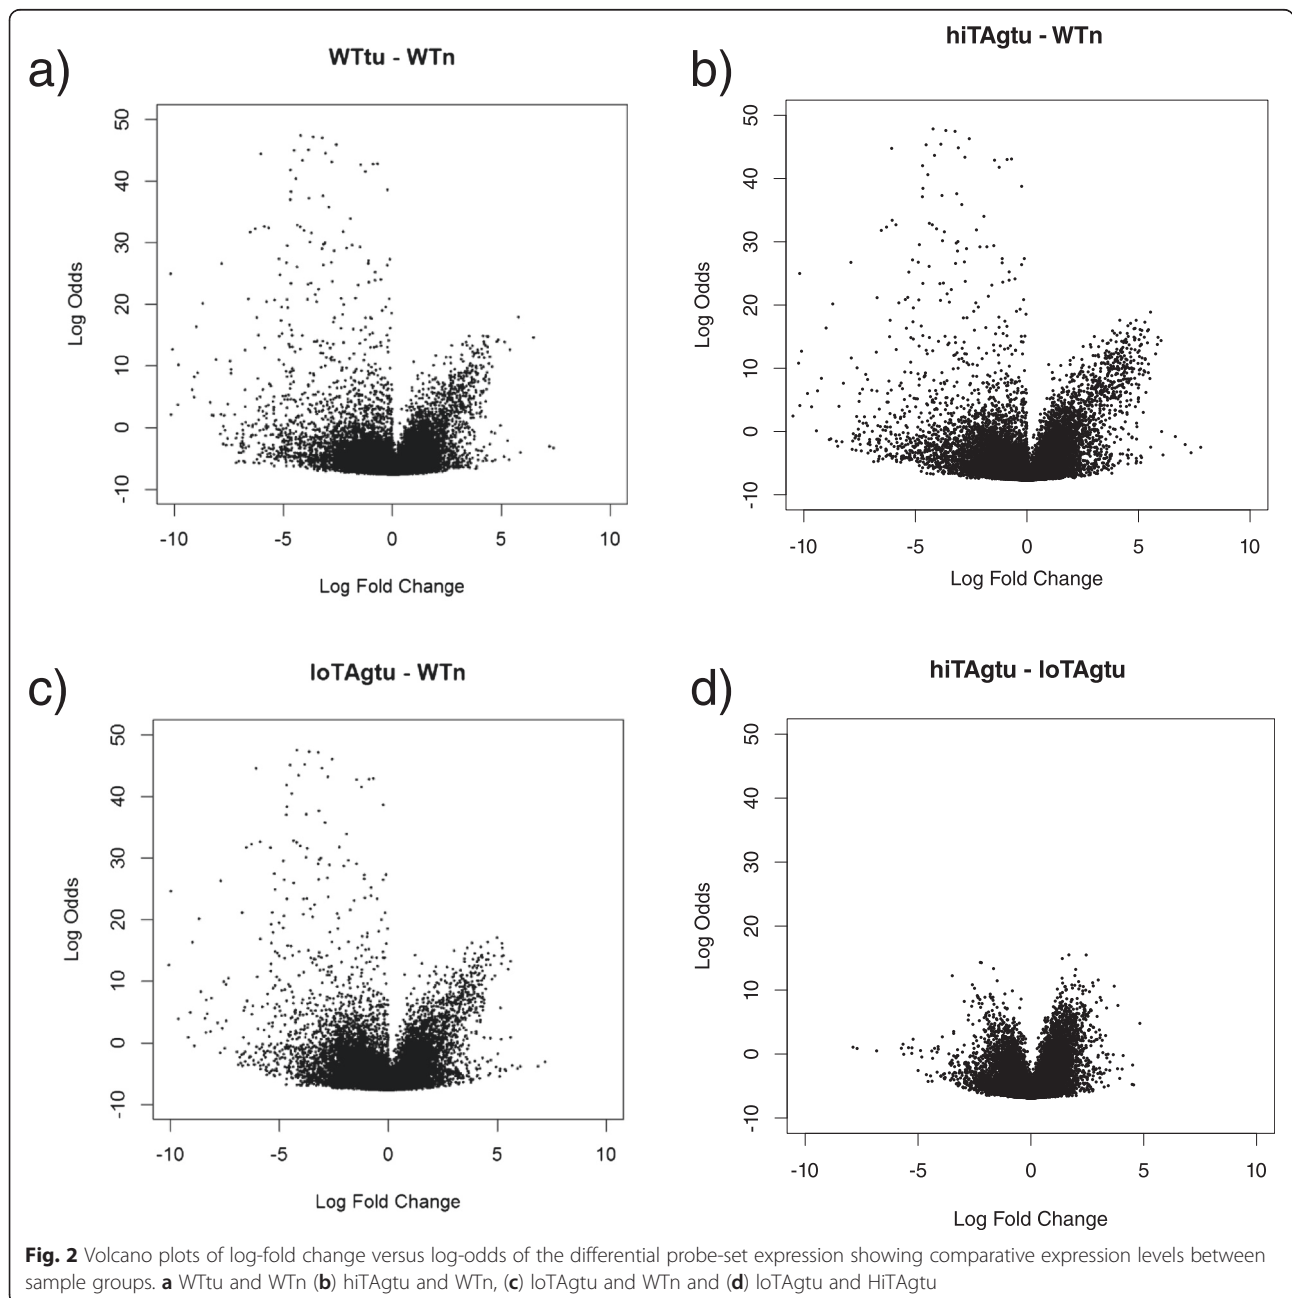 a)
WTtu - WTn
50
40
30
20
10
0
-10
Log Odds
-10 -5 0 5 10
Log Fold Change
b)
hiTAgtu - WTn
50
40
30
20
10
0
-10
Log Odds
-10 -5 0 5 10
Log Fold Change
c)
loTAgtu - WTn
50
40
30
20
10
0
-10
Log Odds
-10 -5 0 5 10
Log Fold Change
d)
hiTAgtu - loTAgtu
50
40
30
20
10
0
-10
Log Odds
-10 -5 0 5 10
Log Fold Change
Fig. 2 Volcano plots of log-fold change versus log-odds of the differential probe-set expression showing comparative expression levels between
sample groups. a WTtu and WTn (b) hiTAgtu and WTn, (c) loTAgtu and WTn and (d) loTAgtu and HiTAgtu